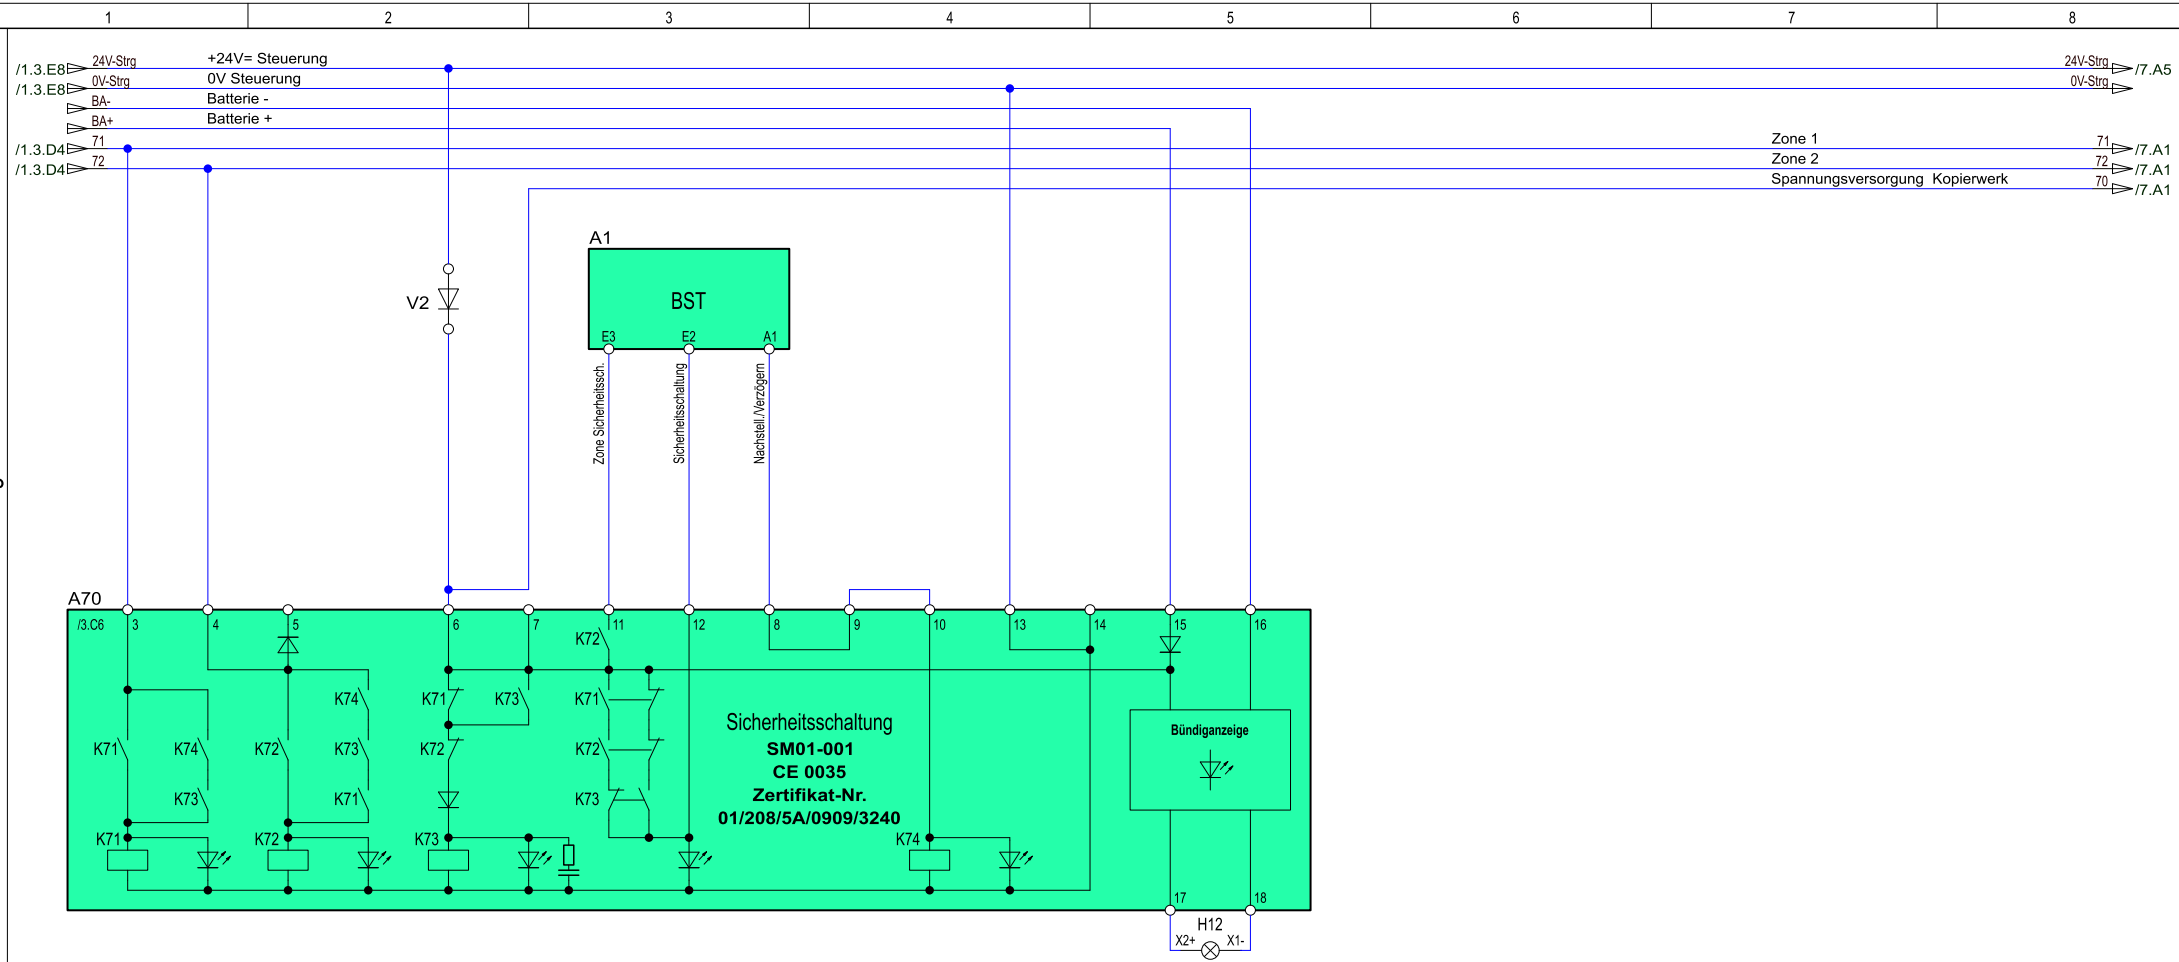 1 2 3 4 5 6 7 8
/1.3.E8 24V-Strg +24V= Steuerung 24V-Strg /7.A5
/1.3.E8 0V-Strg 0V Steuerung 0V-Strg
BA- Batterie -
BA+ Batterie +
/1.3.D4 71 Zone 1 71 /7.A1
/1.3.D4 72 Zone 2 72 /7.A1
Spannungsversorgung Kopierwerk 70 /7.A1
A1
BST
V2
E3 E2 A1
Zone Sicherheitssch.
Sicherheitsschaltung
Nachstell./Verzögern
A70
/3.C6 3 4 5 6 7 11 12 8 9 10 13 14 15 16
K72
K74 K71 K73 K71
Sicherheitsschaltung
Bündiganzeige
K71 K74 K72 K73 K72 K72 SM01-001
CE 0035
K73 K71 K73 Zertifikat-Nr.
01/208/5A/0909/3240
K71 K72 K73 K74
17 18
H12
X2+ X1-